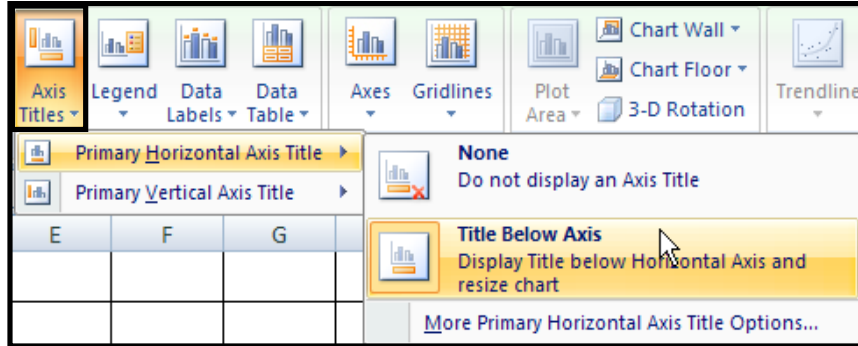 Chart Wall
Chart Floor
3-D Rotation
Axis
Titles
Legend
Data
Labels
Data
Table
Axes
Gridlines
Plot
Area
Trendline
Primary Horizontal Axis Title
Primary Vertical Axis Title
None
Do not display an Axis Title
Title Below Axis
Display Title below Horizontal Axis and
resize chart
More Primary Horizontal Axis Title Options...
E F G